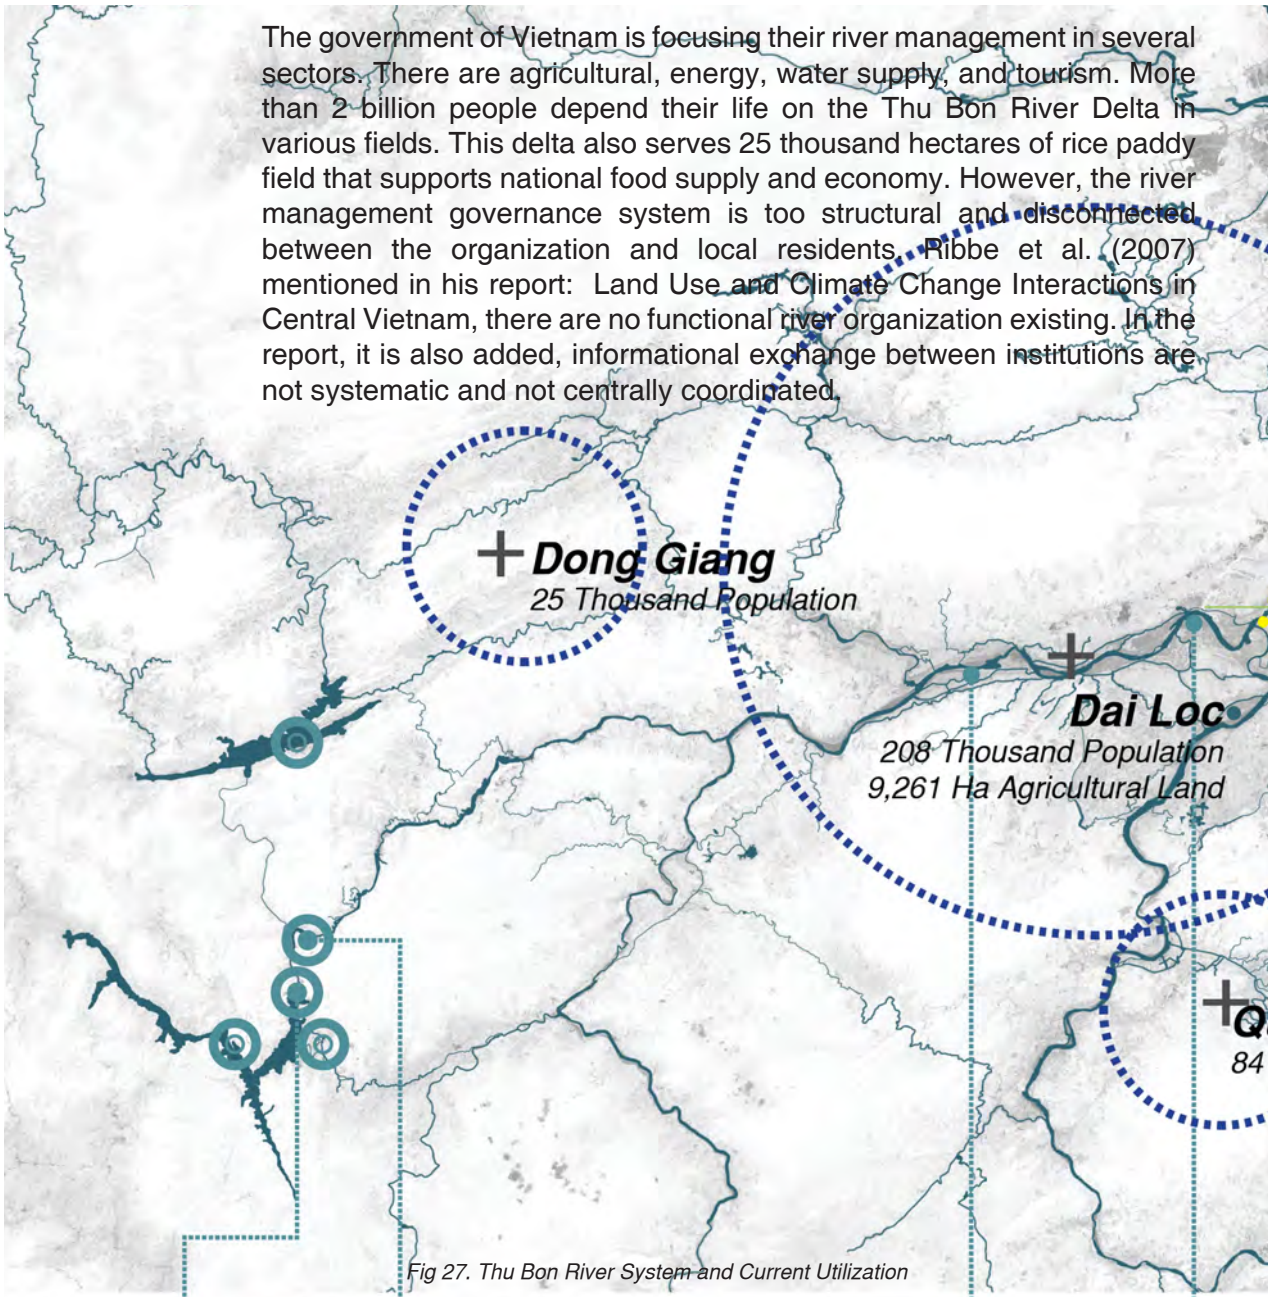 The government of Vietnam is focusing their river management in several
sectors. There are agricultural, energy, water supply, and tourism. More
than 2 billion people depend their life on the Thu Bon River Delta in
various fields. This delta also serves 25 thousand hectares of rice paddy
field that supports national food supply and economy. However, the river
management governance system is too structural and disconnected
between the organization and local residents. Ribbe et al. (2007)
mentioned in his report: Land Use and Climate Change Interactions in
Central Vietnam, there are no functional river organization existing. In the
report, it is also added, informational exchange between institutions are
not systematic and not centrally coordinated.
Dong Giang
25 Thousand Population
Dai Loc
208 Thousand Population
9,261 Ha Agricultural Land
84
Fig 27. Thu Bon River System and Current Utilization